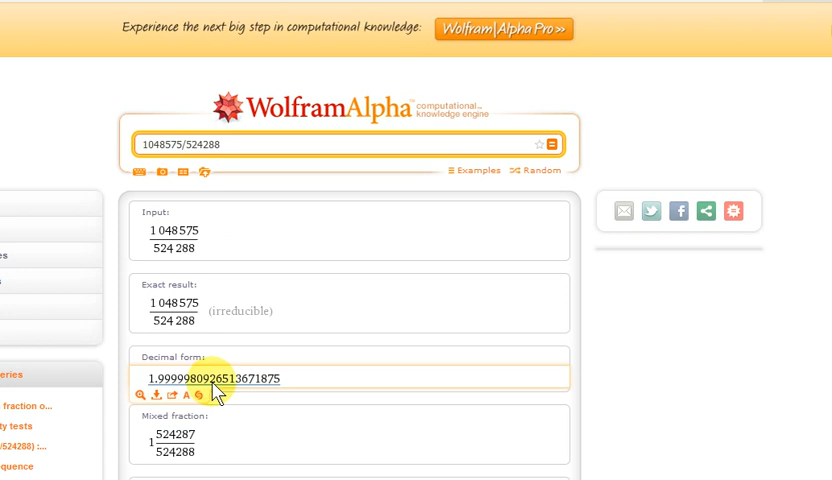 Experience the next big step in computational knowledge: Wolfram|Alpha Pro »
WolframAlpha™ computational... knowledge engine
1048575/524288
Examples Random
Input:
1 048 575
524 288
es
Exact result:
1 048 575
524 288
(irreducible)
s
Decimal form:
1.9999980926513671875
eries
A
fraction o...
Mixed fraction:
ty tests
1 524287
524288
/524288) :...
equence